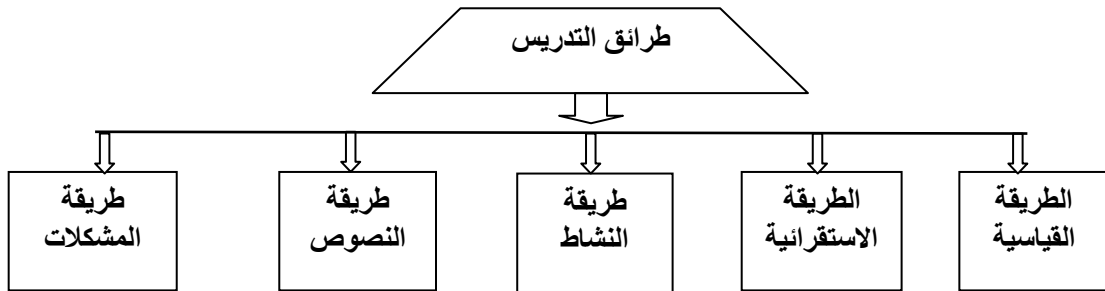 طرائق التدريس
الطريقة
القياسية
الطريقة
الاستقرائية
طريقة
النشاط
طريقة
النصوص
طريقة
المشكلات